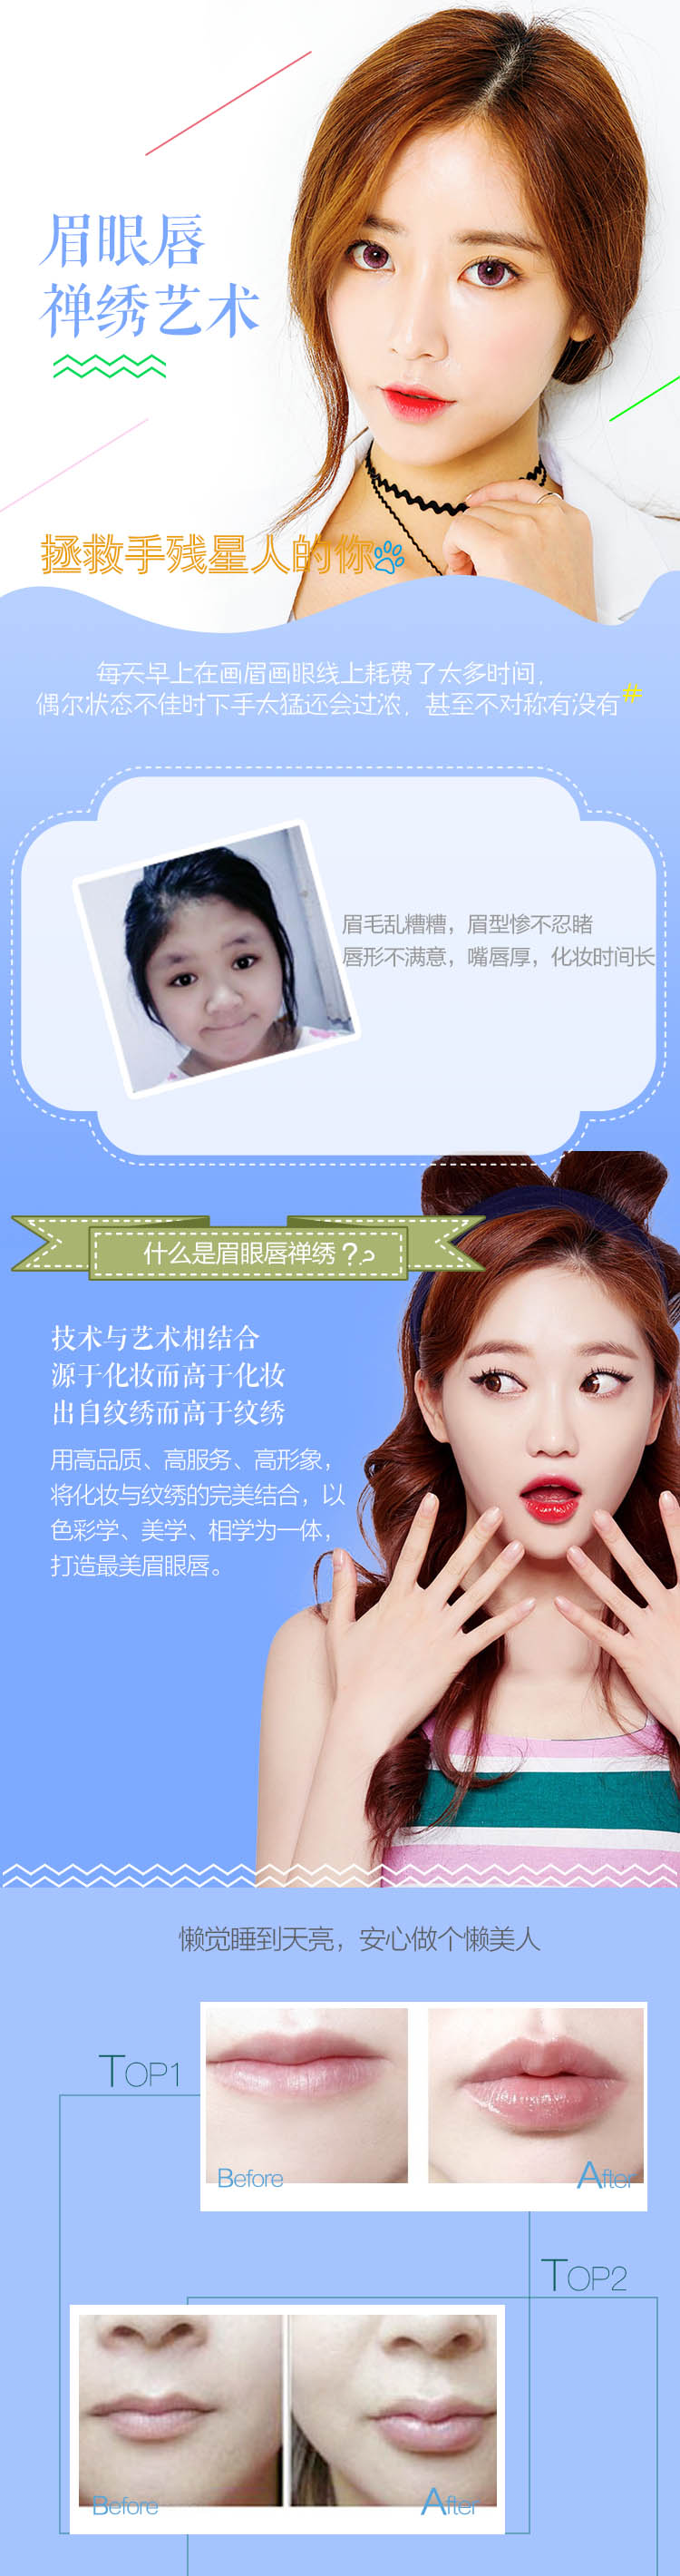 眉眼唇
禅绣艺术
拯救手残星人的你
每天早上在画眉画眼线上耗费了太多时间，
偶尔状态不佳时下手太猛还会过浓，甚至不对称有没有#
眉毛乱糟糟，眉型惨不忍睹
唇形不满意，嘴唇厚，化妆时间长
什么是眉眼唇禅绣？
技术与艺术相结合
源于化妆而高于化妆
出自纹绣而高于纹绣
用高品质、高服务、高形象，
将化妆与纹绣的完美结合，以
色彩学、美学、相学为一体，
打造最美眉眼唇。
懒觉睡到天亮，安心做个懒美人
TOP1
Before
After
TOP2
Before
After